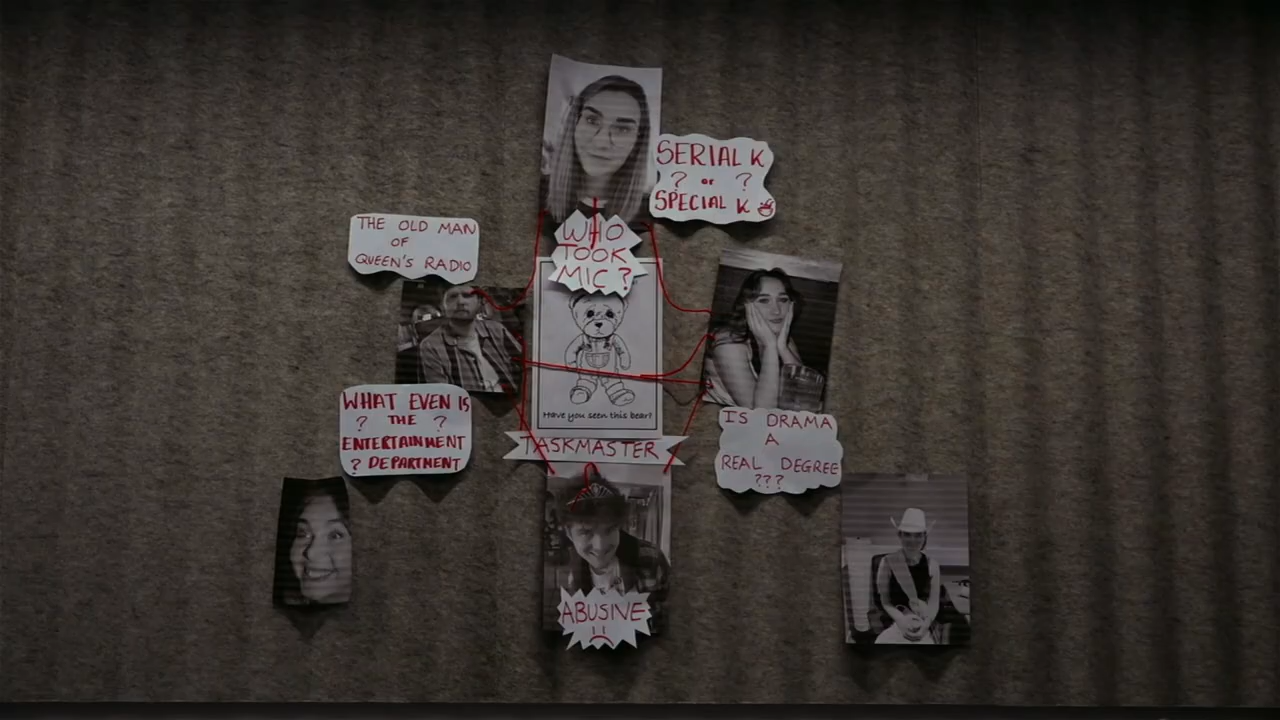 SERIAL K
? or ?
SPECIAL K
THE OLD MAN
OF
QUEEN'S RADIO
WHO
TOOK
MIC?
Have you seen this bear?
WHAT EVEN IS
? THE ?
ENTERTAINMENT
? DEPARTMENT
IS DRAMA
A
REAL DEGREE
???
TASKMASTER
ABUSIVE